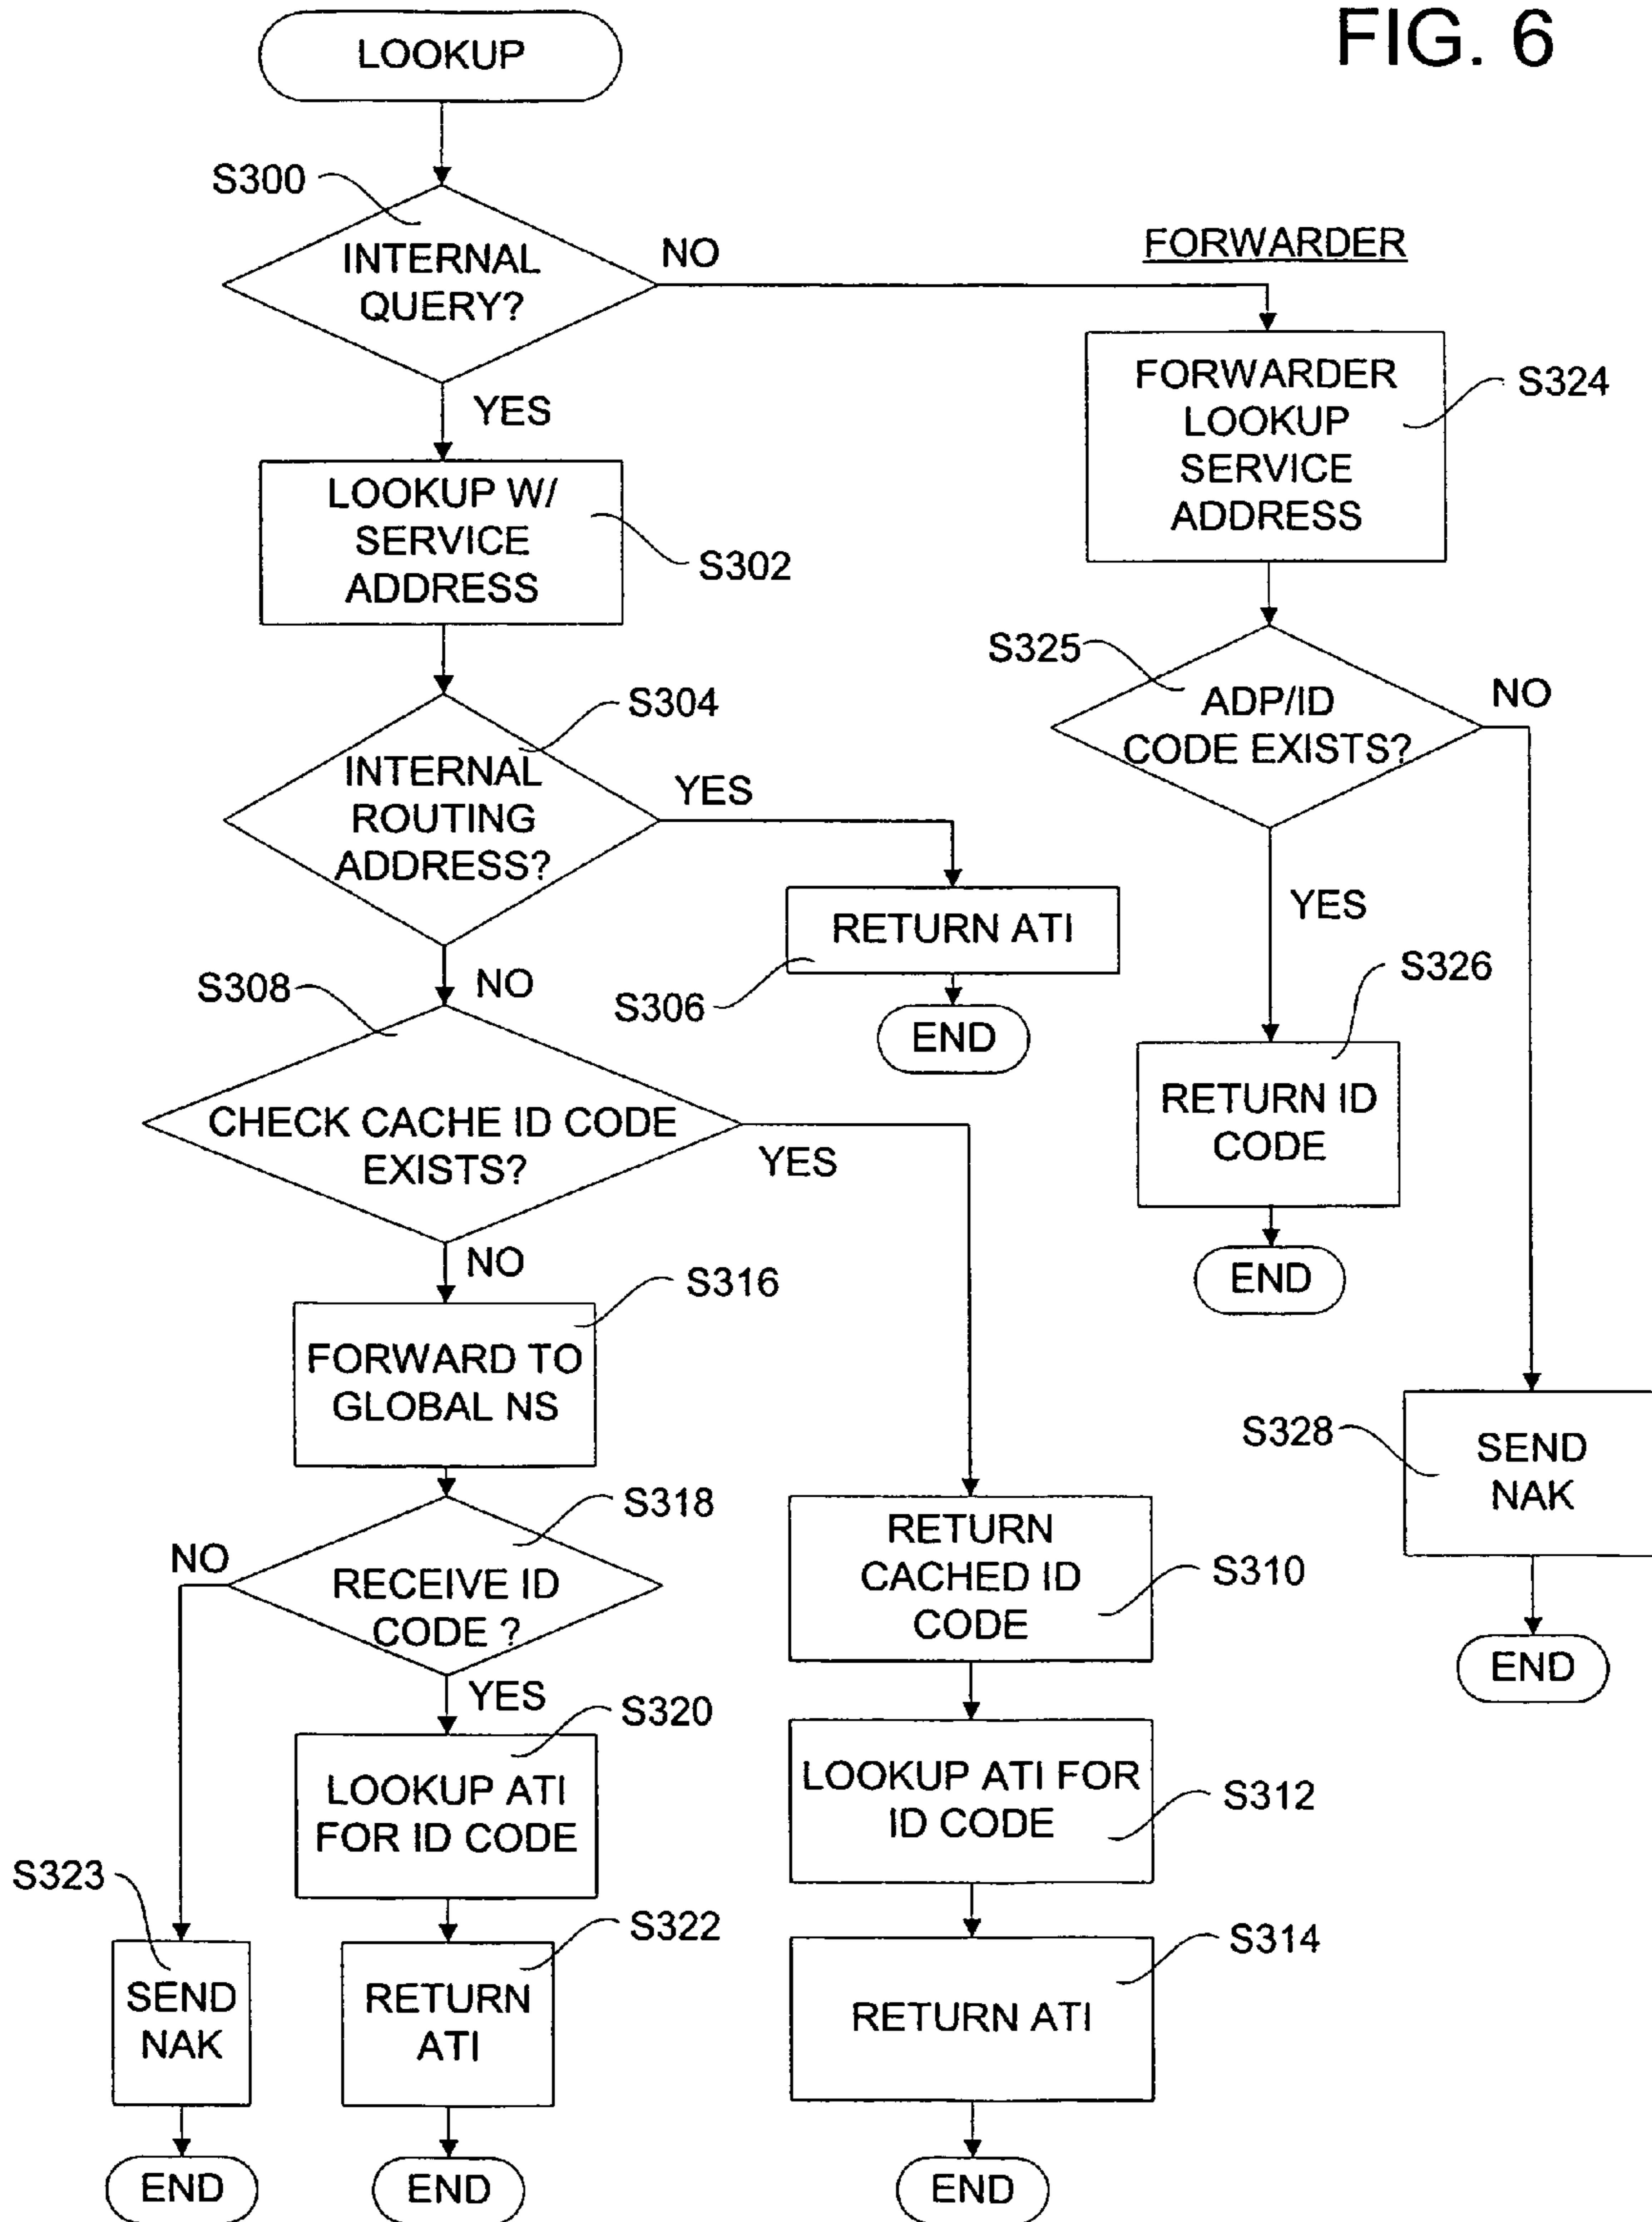 FIG. 6
LOOKUP
S300
INTERNAL
QUERY?
NO
YES
FORWARDER
FORWARDER
LOOKUP
SERVICE
ADDRESS
S324
LOOKUP W/
SERVICE
ADDRESS
S302
S325
ADP/ID
CODE EXISTS?
NO
YES
S304
INTERNAL
ROUTING
ADDRESS?
YES
NO
RETURN ATI
S306
END
S326
RETURN ID
CODE
END
S308
CHECK CACHE ID CODE
EXISTS?
YES
NO
S316
FORWARD TO
GLOBAL NS
S328
SEND
NAK
END
S318
RECEIVE ID
CODE ?
NO
YES
RETURN
CACHED ID
CODE
S310
S320
LOOKUP ATI
FOR ID CODE
LOOKUP ATI FOR
ID CODE
S312
S323
SEND
NAK
END
S322
RETURN
ATI
END
S314
RETURN ATI
END